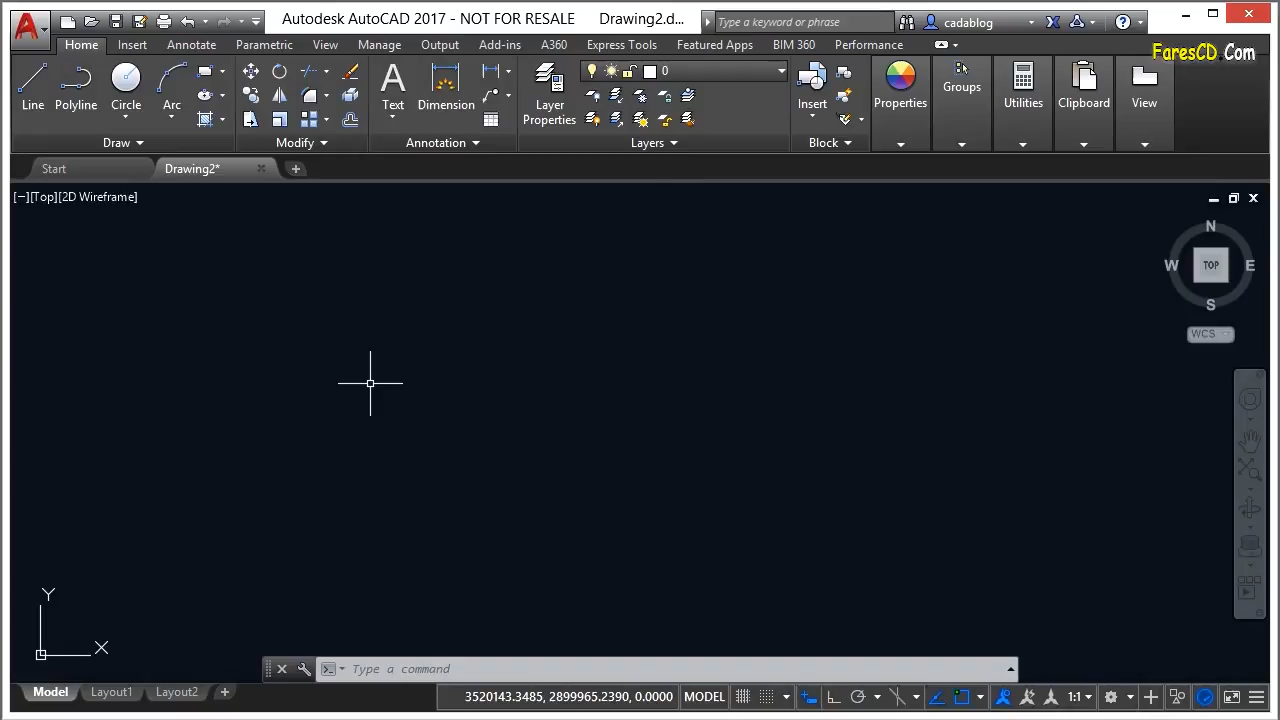 Autodesk AutoCAD 2017 - NOT FOR RESALE Drawing2.d...
Type a keyword or phrase
cadablog
FaresCD.Com
Home Insert Annotate Parametric View Manage Output Add-ins A360 Express Tools Featured Apps BIM 360 Performance
Line Polyline Circle Arc
Text Dimension
Layer
Properties
0
Insert
Properties
Groups
Utilities
Clipboard
View
Draw Modify Annotation Layers Block
Start Drawing2*
[−][Top][2D Wireframe]
N
W TOP E
S
WCS
Y
X
Type a command
Model Layout1 Layout2
3520143.3485, 2899965.2390, 0.0000 MODEL 1:1